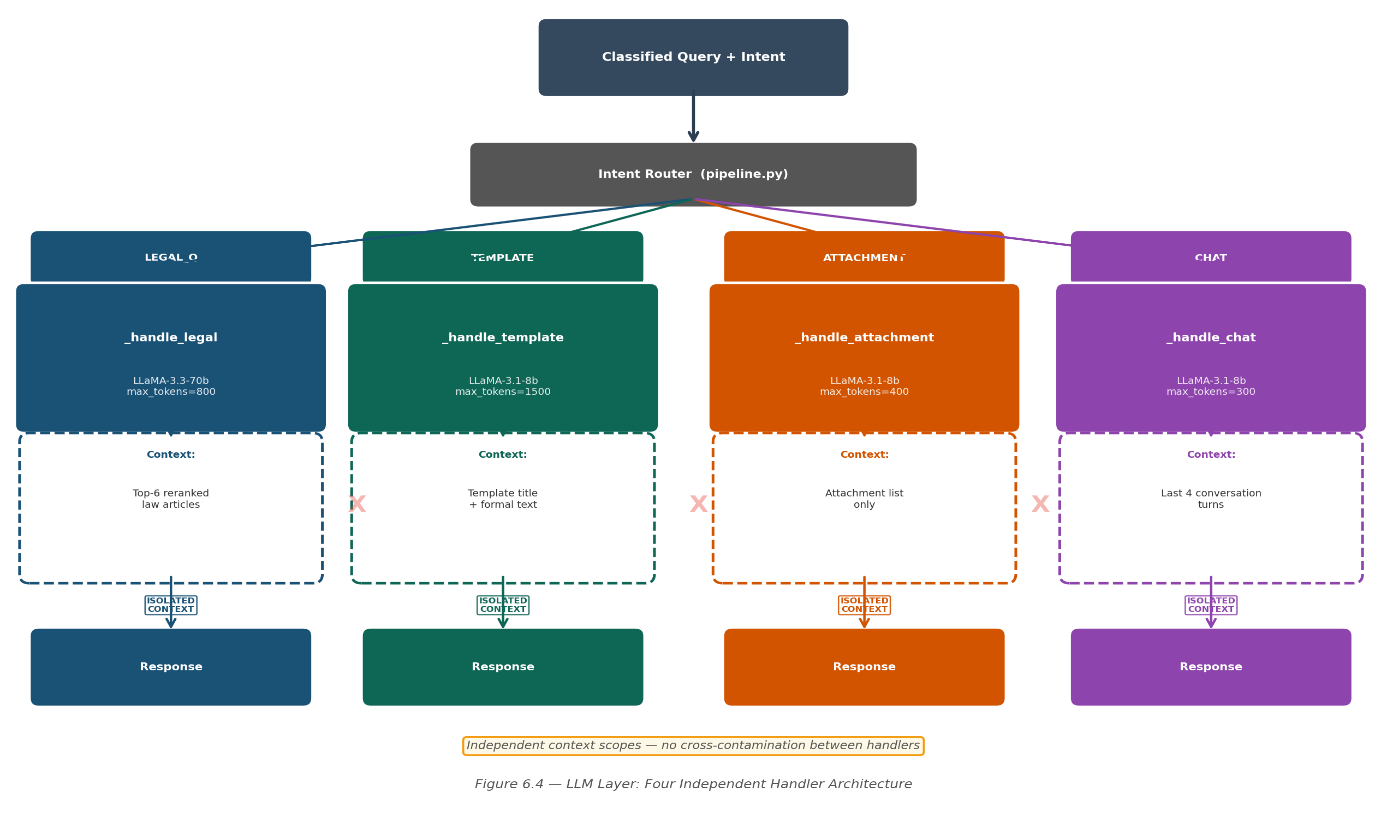 Classified Query + Intent
Intent Router (pipeline.py)
LEGAL_Q
TEMPLATE
ATTACHMENT
CHAT
_handle_legal
LLaMA-3.3-70b
max_tokens=800
_handle_template
LLaMA-3.1-8b
max_tokens=1500
_handle_attachment
LLaMA-3.1-8b
max_tokens=400
_handle_chat
LLaMA-3.1-8b
max_tokens=300
Context:
Top-6 reranked
law articles
X
Context:
Template title
+ formal text
X
Context:
Attachment list
only
X
Context:
Last 4 conversation
turns
ISOLATED
CONTEXT
ISOLATED
CONTEXT
ISOLATED
CONTEXT
ISOLATED
CONTEXT
Response
Response
Response
Response
Independent context scopes — no cross-contamination between handlers
Figure 6.4 — LLM Layer: Four Independent Handler Architecture